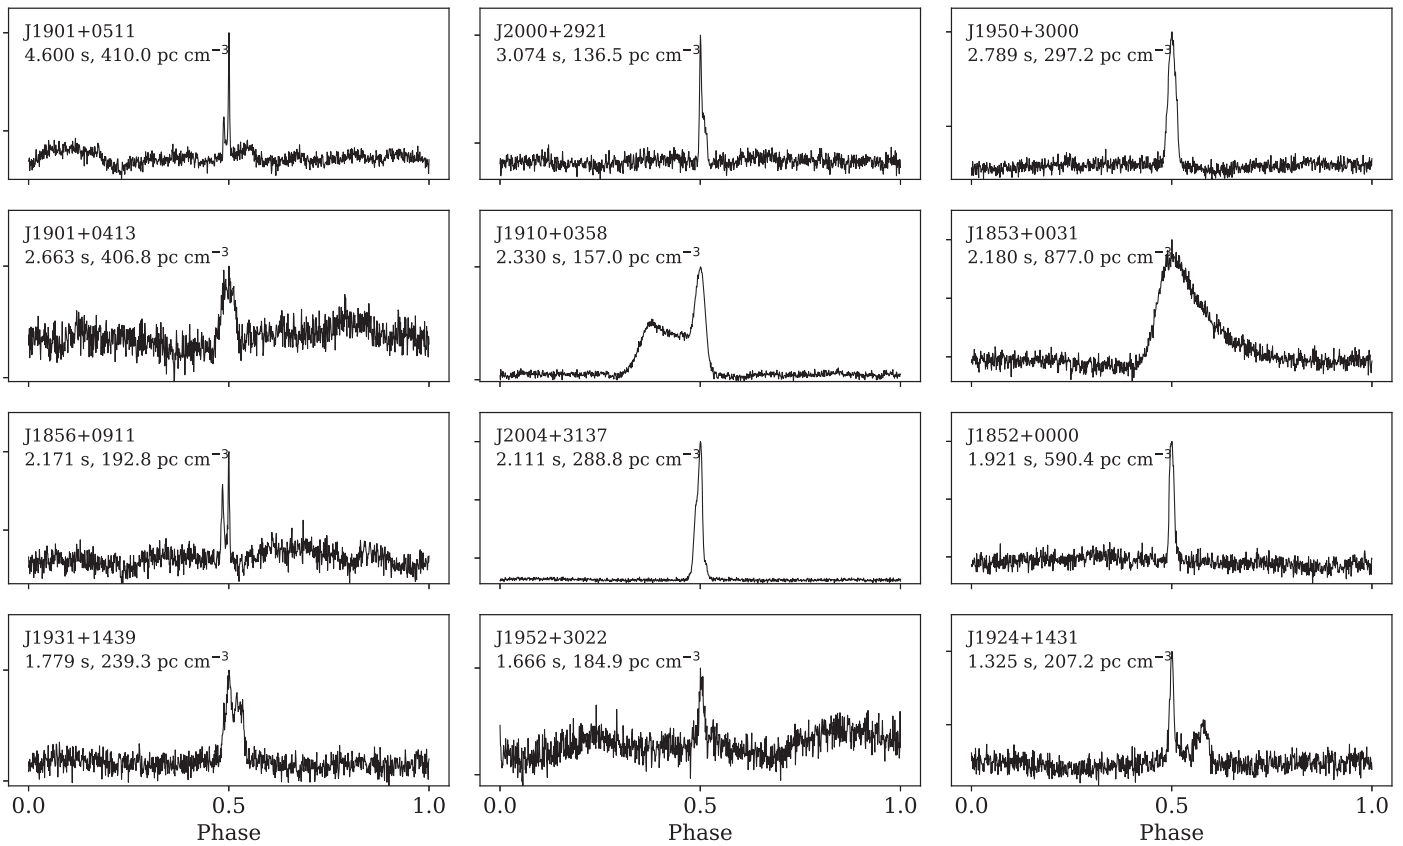 J1901+0511
4.600 s, 410.0 pc cm⁻³
J2000+2921
3.074 s, 136.5 pc cm⁻³
J1950+3000
2.789 s, 297.2 pc cm⁻³
J1901+0413
2.663 s, 406.8 pc cm⁻³
J1910+0358
2.330 s, 157.0 pc cm⁻³
J1853+0031
2.180 s, 877.0 pc cm⁻³
J1856+0911
2.171 s, 192.8 pc cm⁻³
J2004+3137
2.111 s, 288.8 pc cm⁻³
J1852+0000
1.921 s, 590.4 pc cm⁻³
J1931+1439
1.779 s, 239.3 pc cm⁻³
J1952+3022
1.666 s, 184.9 pc cm⁻³
J1924+1431
1.325 s, 207.2 pc cm⁻³
0.0 0.5 1.0 0.0 0.5 1.0 0.0 0.5 1.0
Phase Phase Phase